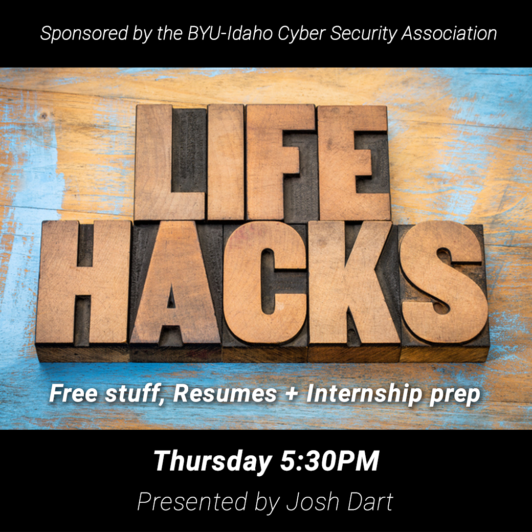 Sponsored by the BYU-Idaho Cyber Security Association
LIFE
HACKS
Free stuff, Resumes + Internship prep
Thursday 5:30PM
Presented by Josh Dart